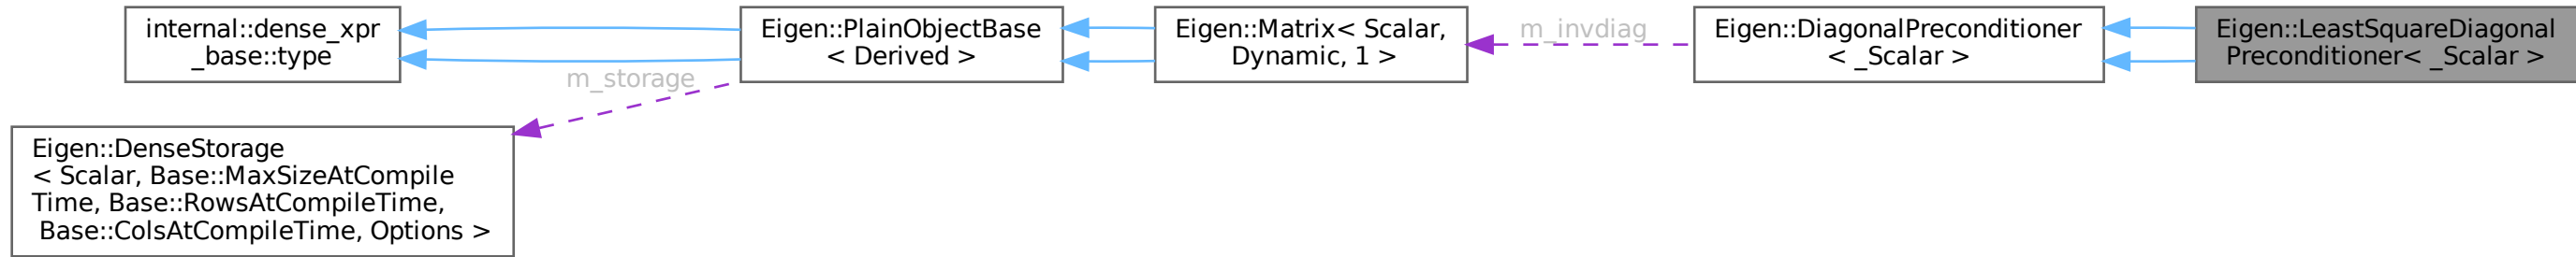 internal::dense_xpr
_base::type
Eigen::PlainObjectBase
< Derived >
Eigen::Matrix< Scalar,
Dynamic, 1 >
m_invdiag
Eigen::DiagonalPreconditioner
< _Scalar >
Eigen::LeastSquareDiagonal
Preconditioner< _Scalar >
m_storage
Eigen::DenseStorage
< Scalar, Base::MaxSizeAtCompile
Time, Base::RowsAtCompileTime,
Base::ColsAtCompileTime, Options >